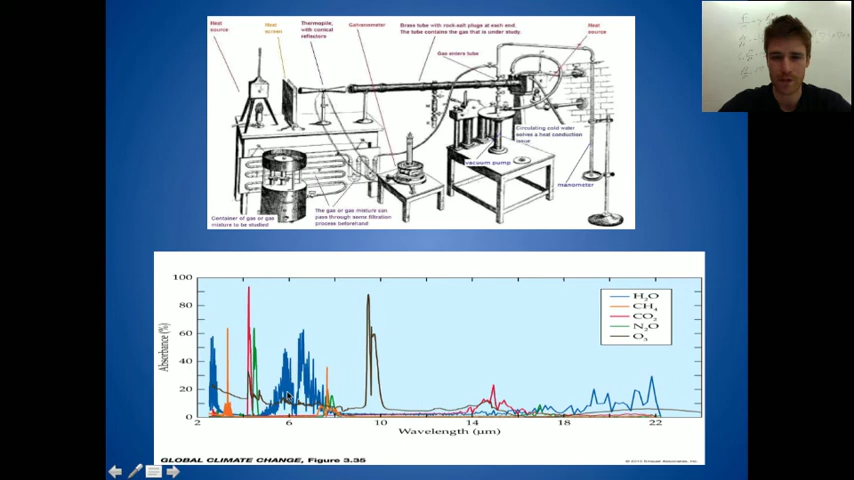 Heat
source
Heat
screen
Thermopile,
with conical
reflectors
Galvanometer
Brass tube with rock-salt plugs at each end.
The tube contains the gas that is under study.
Heat
source
Gas enters tube
Circulating cold water
solves a heat conduction
issue
vacuum pump
manometer
Container of gas or gas
mixture to be studied
The gas or gas mixture can
pass through some filtration
process beforehand
100
80
60
40
20
0
Absorbance (%)
H₂O
CH₄
CO₂
N₂O
O₃
2 6 10 14 18 22
Wavelength (μm)
GLOBAL CLIMATE CHANGE, Figure 3.35